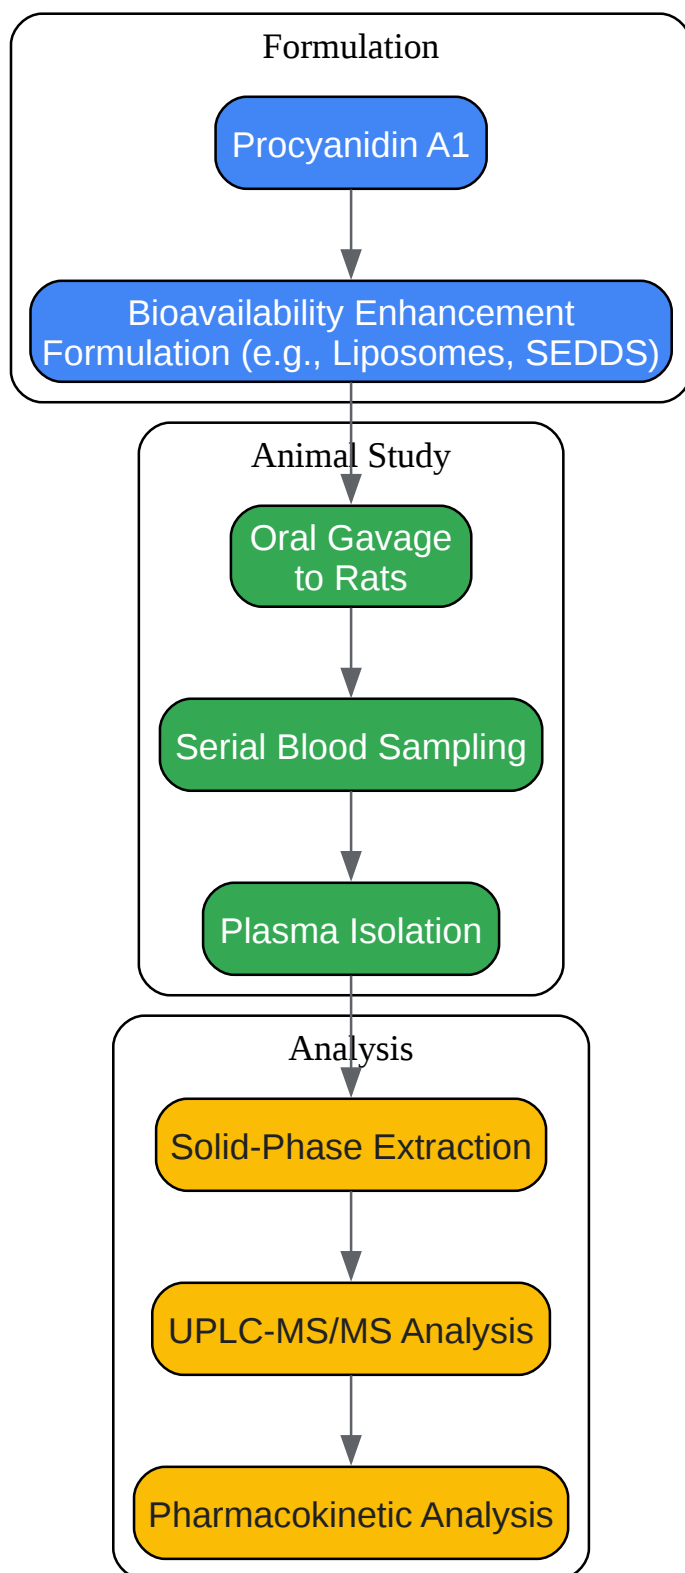 Formulation
Procyanidin A1
Bioavailability Enhancement
Formulation (e.g., Liposomes, SEDDS)
Animal Study
Oral Gavage
to Rats
Serial Blood Sampling
Plasma Isolation
Analysis
Solid-Phase Extraction
UPLC-MS/MS Analysis
Pharmacokinetic Analysis